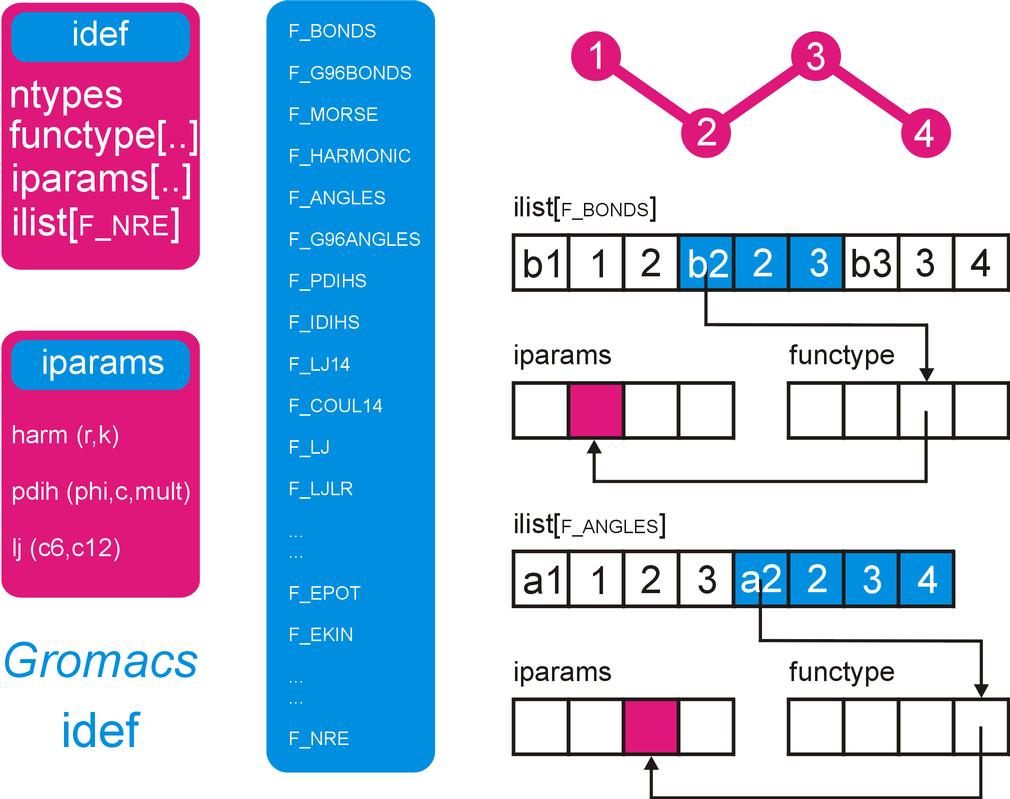 idef
ntypes
functype[..]
iparams[..]
ilist[F_NRE]
iparams
harm (r,k)
pdih (phi,c,mult)
lj (c6,c12)
Gromacs
idef
F_BONDS
F_G96BONDS
F_MORSE
F_HARMONIC
F_ANGLES
F_G96ANGLES
F_PDIHS
F_IDIHS
F_LJ14
F_COUL14
F_LJ
F_LJLR
...
...
F_EPOT
F_EKIN
...
...
F_NRE
1 3
2 4
ilist[F_BONDS]
b1 1 2 b2 2 3 b3 3 4
iparams functype
ilist[F_ANGLES]
a1 1 2 3 a2 2 3 4
iparams functype